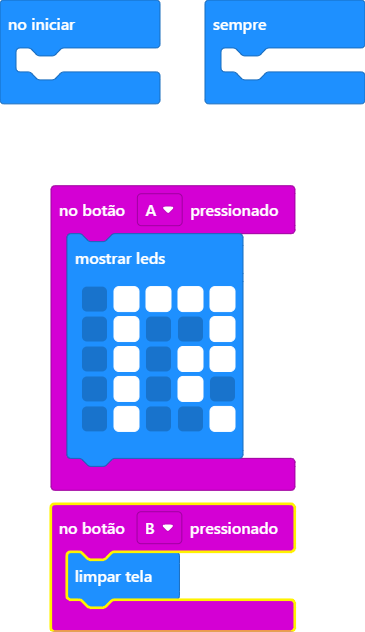 no iniciar
sempre
no botão A pressionado
mostrar leds
no botão B pressionado
limpar tela